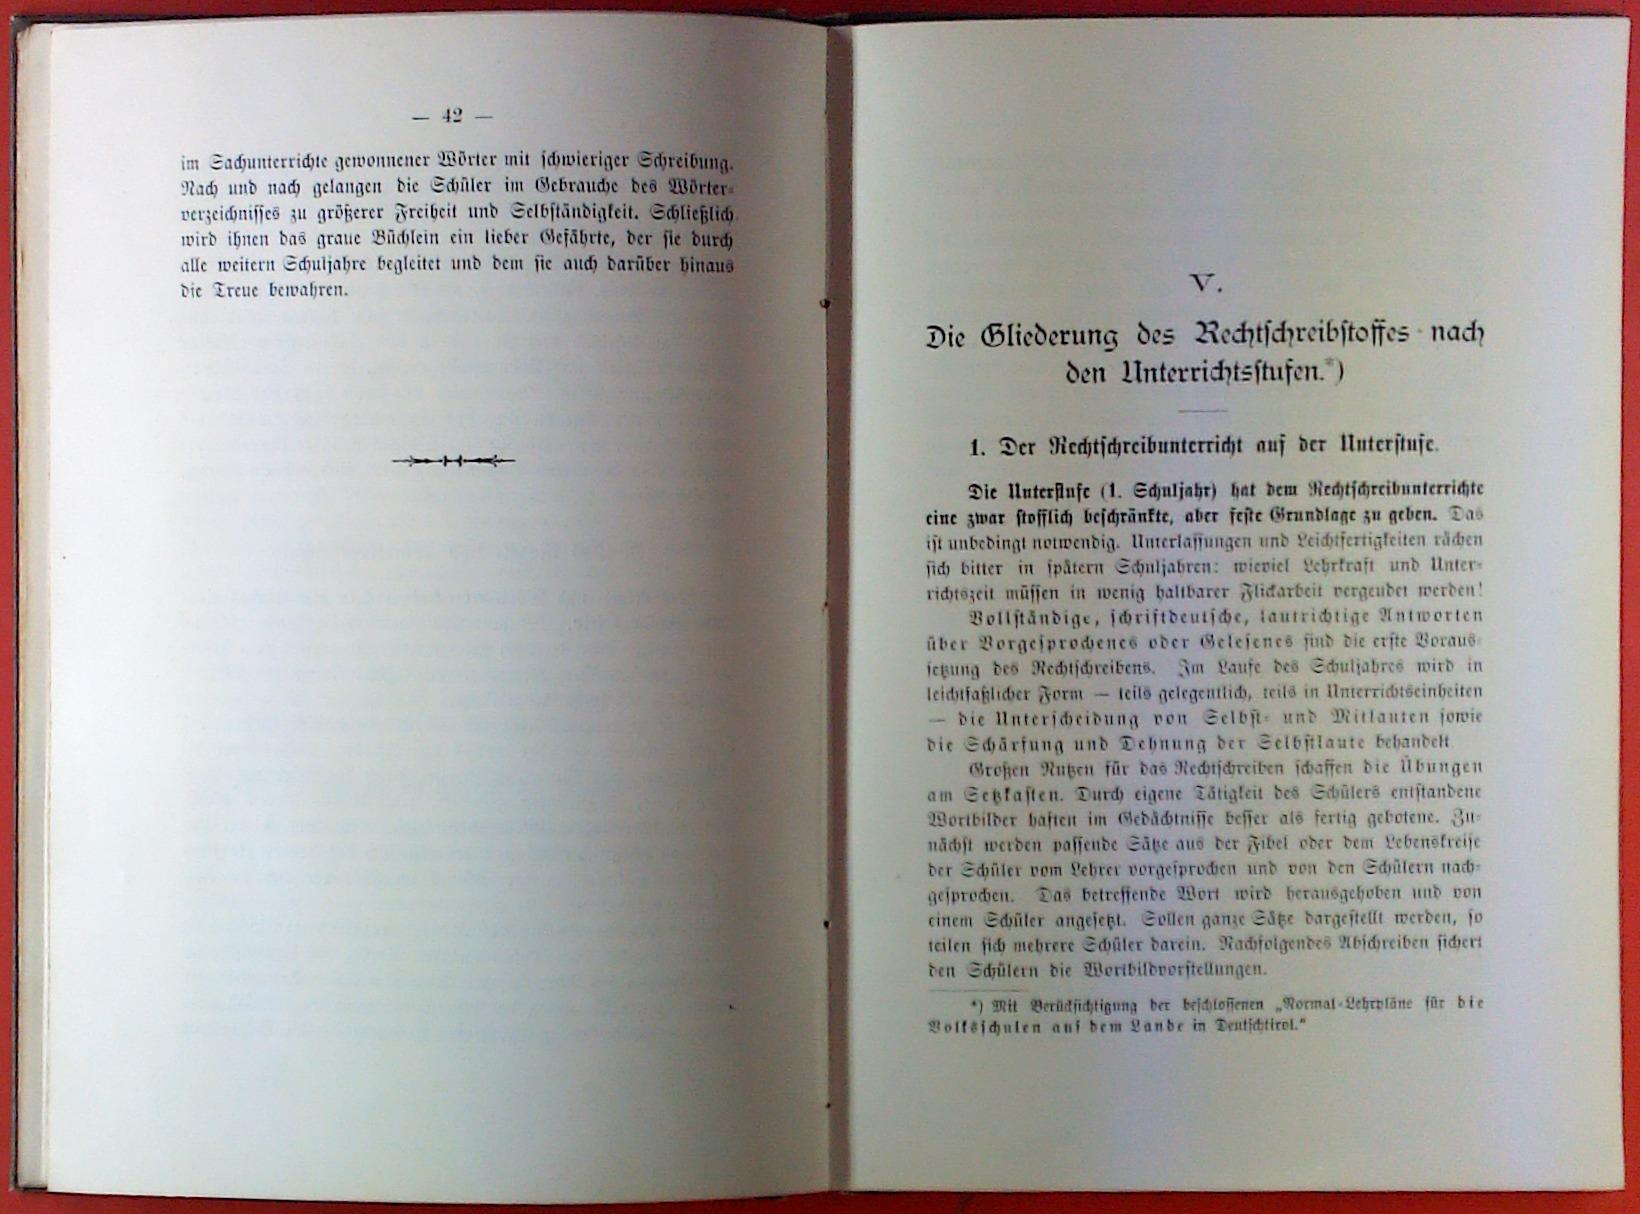 — 42 —
im Sachunterrichte gewonnener Wörter mit schwieriger Schreibung.
Nach und nach gelangen die Schüler im Gebrauche des Wörter-
verzeichnisses zu größerer Freiheit und Selbständigkeit. Schließlich
wird ihnen das graue Büchlein ein lieber Gefährte, der sie durch
alle weitern Schuljahre begleitet und dem sie auch darüber hinaus
die Treue bewahren.
V.
Die Gliederung des Rechtschreibstoffes nach
den Unterrichtsstufen.*)
1. Der Rechtschreibunterricht auf der Unterstufe.
Die Unterstufe (1. Schuljahr) hat dem Rechtschreibunterrichte
eine zwar stofflich beschränkte, aber feste Grundlage zu geben. Das
ist unbedingt notwendig. Unterlassungen und Leichtfertigkeiten rächen
sich bitter in spätern Schuljahren: wieviel Lehrkraft und Unter-
richtszeit müssen in wenig haltbarer Flickarbeit vergeudet werden!
Vollständige, schriftdeutsche, lautrichtige Antworten
über Vorgesprochenes oder Gelesenes sind die erste Voraus-
setzung des Rechtschreibens. Im Laufe des Schuljahres wird in
leichtfaßlicher Form — teils gelegentlich, teils in Unterrichtseinheiten
— die Unterscheidung von Selbst- und Mitlauten sowie
die Schärfung und Dehnung der Selbstlaute behandelt.
Großen Nutzen für das Rechtschreiben schaffen die Übungen
am Setzkasten. Durch eigene Tätigkeit des Schülers entstandene
Wortbilder haften im Gedächtnisse besser als fertig gebotene. Zu-
nächst werden passende Sätze aus der Fibel oder dem Lebenskreise
der Schüler vom Lehrer vorgesprochen und von den Schülern nach-
gesprochen. Das betreffende Wort wird herausgehoben und von
einem Schüler angesetzt. Sollen ganze Sätze dargestellt werden, so
teilen sich mehrere Schüler darein. Nachfolgendes Abschreiben sichert
den Schülern die Wortbildvorstellungen.
*) Mit Berücksichtigung der beschlossenen „Normal-Lehrpläne für die
Volksschulen auf dem Lande in Deutschtirol.“